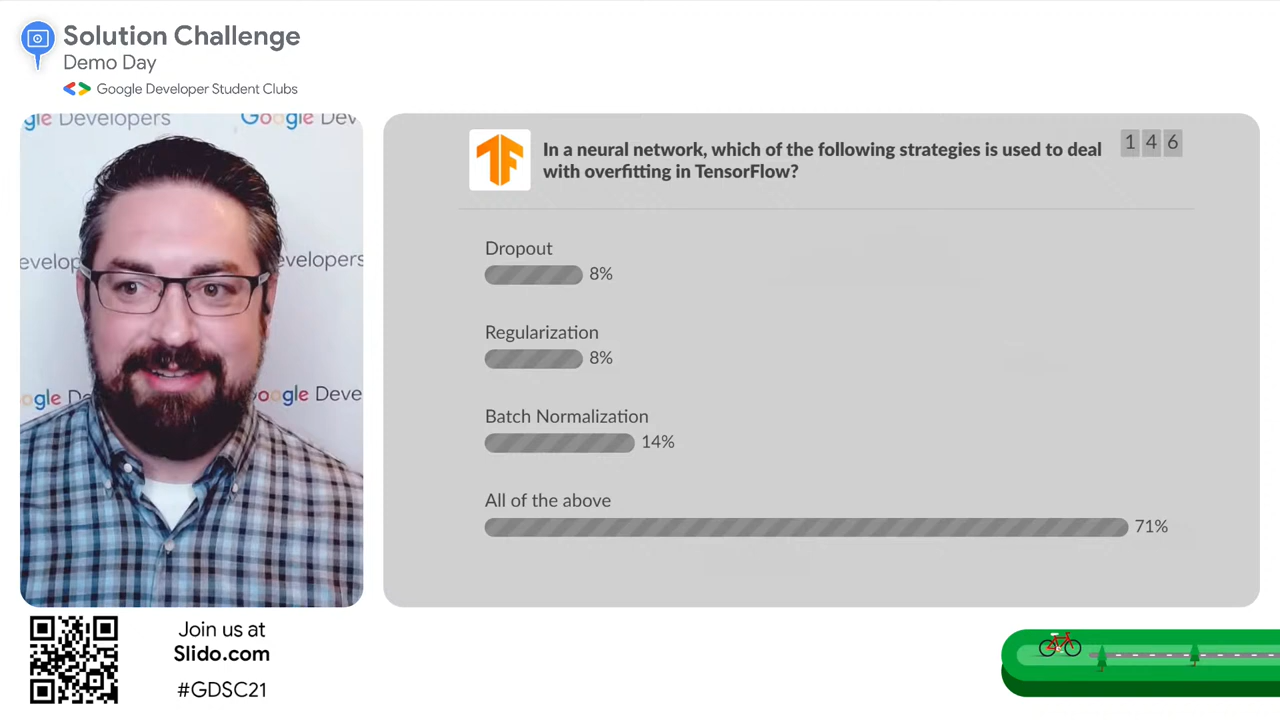 Solution Challenge
Demo Day
Google Developer Student Clubs
gle Developers
Google Dev
evelop
evelopers
ogle D
oogle Deve
In a neural network, which of the following strategies is used to deal
with overfitting in TensorFlow?
1 4 6
Dropout
8%
Regularization
8%
Batch Normalization
14%
All of the above
71%
Join us at
Slido.com
#GDSC21